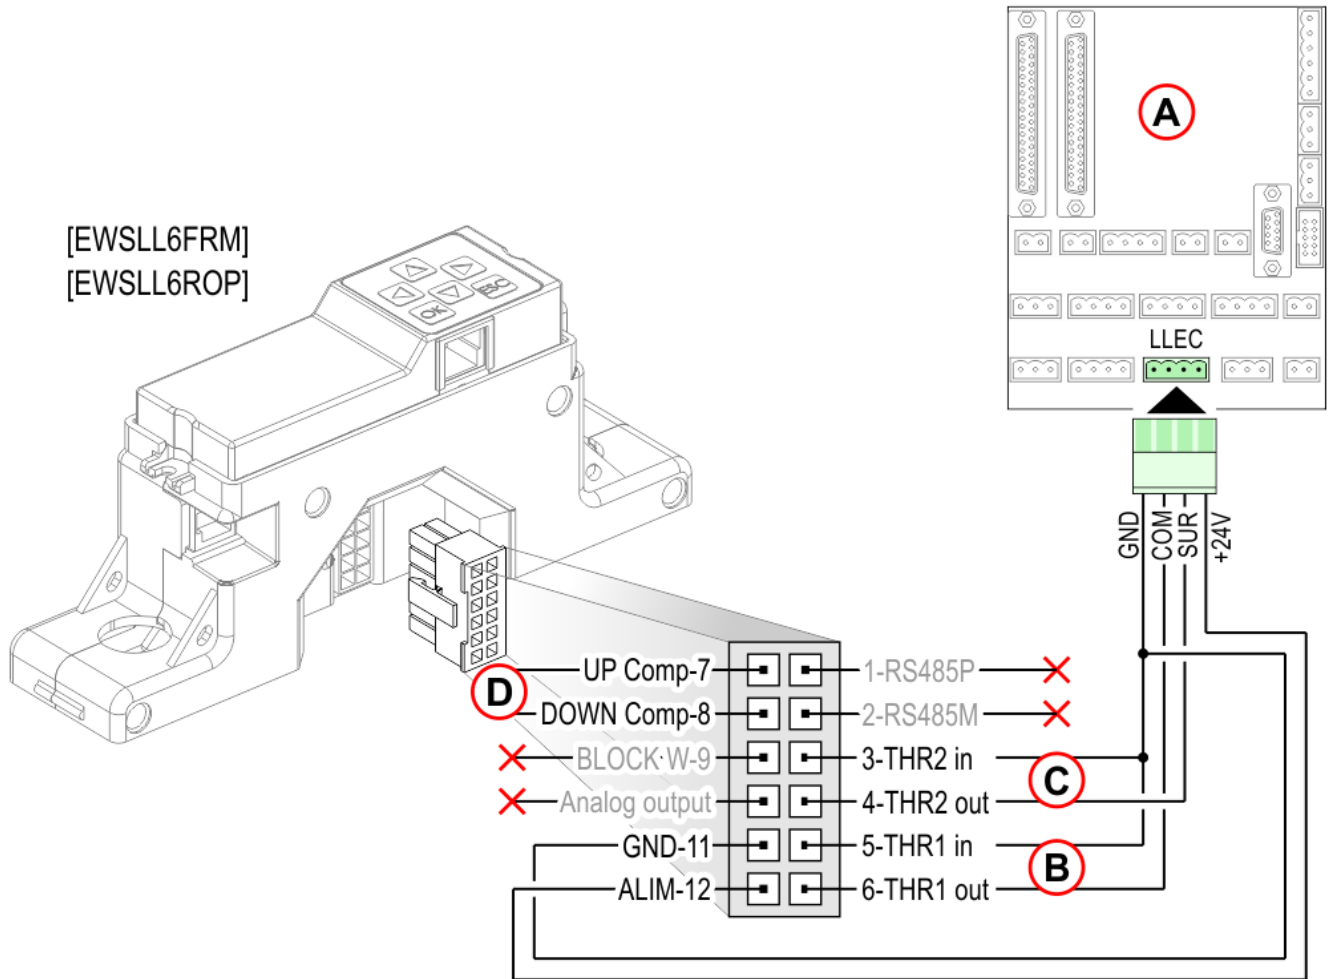 A
[EWSLL6FRM]
[EWSLL6ROP]
ESC
OK
LLEC
GND
COM
SUR
+24V
D
UP Comp-7
1-RS485P
DOWN Comp-8
2-RS485M
BLOCK W-9
3-THR2 in
C
Analog output
4-THR2 out
GND-11
5-THR1 in
B
ALIM-12
6-THR1 out